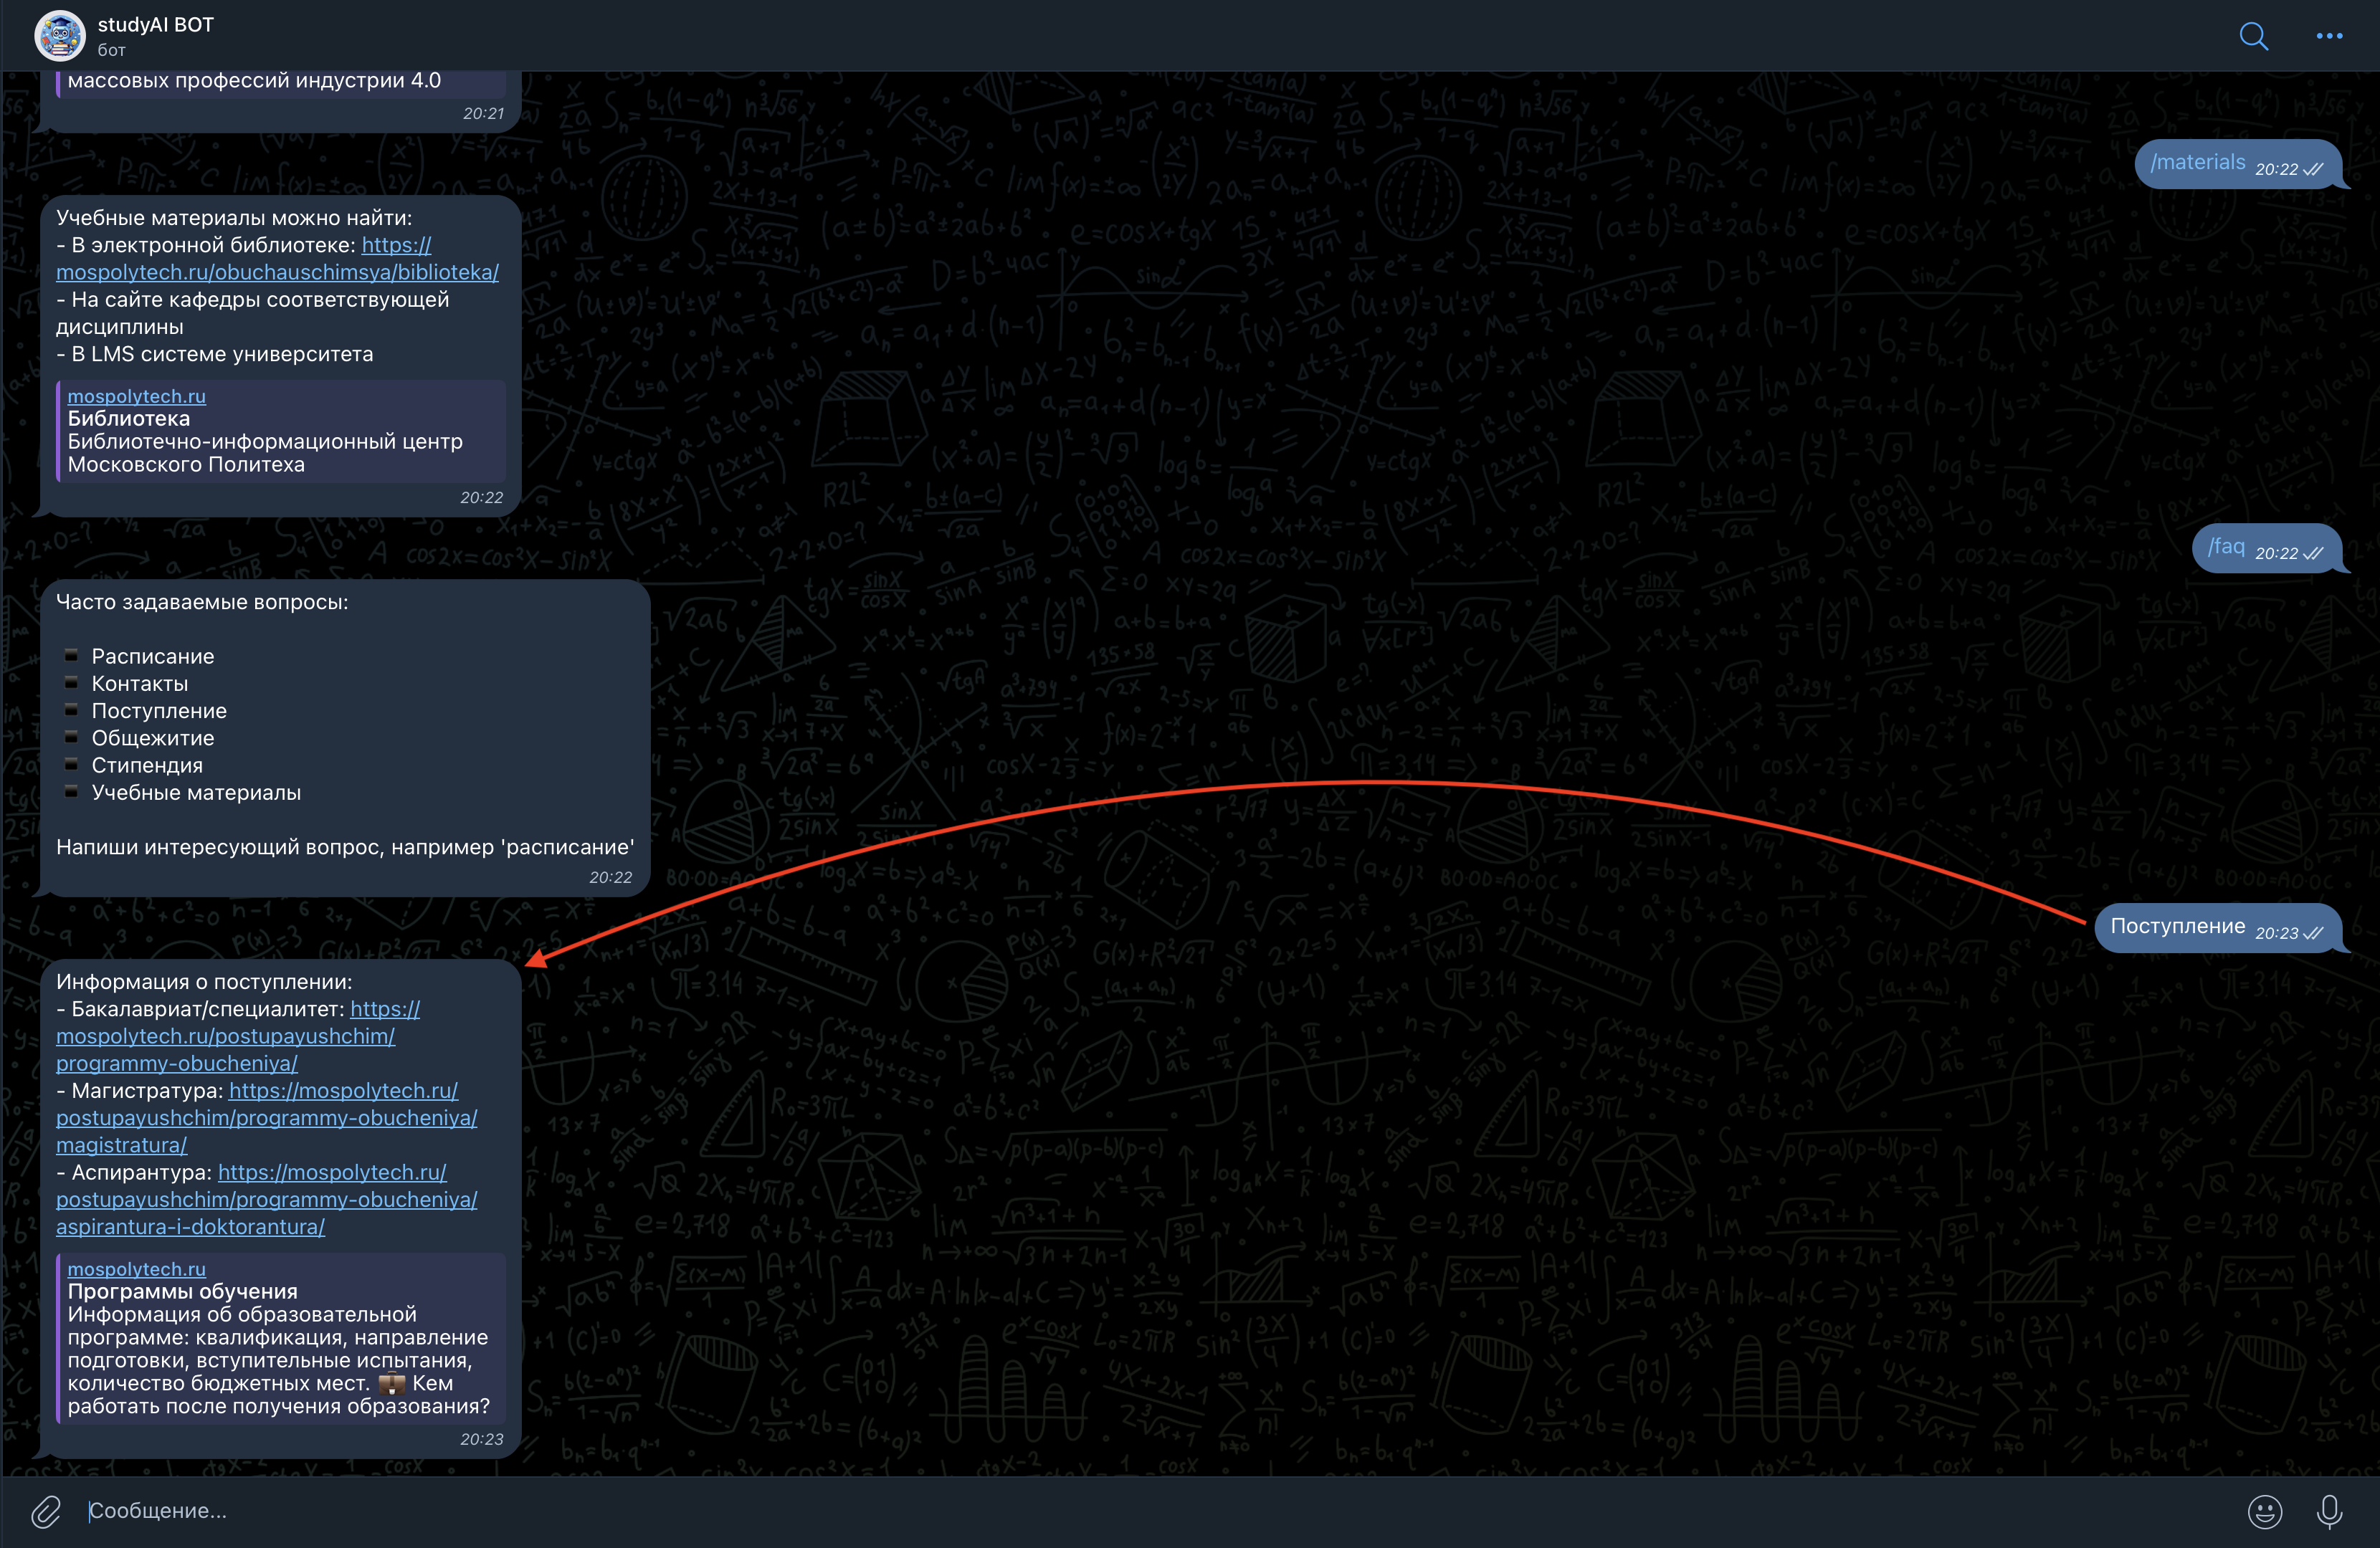 studyAI BOT
бот
массовых профессий индустрии 4.0
20:21
/materials 20:22
Учебные материалы можно найти:
- В электронной библиотеке: https://
mospolytech.ru/obuchauschimsya/biblioteka/
- На сайте кафедры соответствующей
дисциплины
- В LMS системе университета
mospolytech.ru
Библиотека
Библиотечно-информационный центр
Московского Политеха
20:22
/faq 20:22
Часто задаваемые вопросы:
Расписание
Контакты
Поступление
Общежитие
Стипендия
Учебные материалы
Напиши интересующий вопрос, например 'расписание'
20:22
Поступление 20:23
Информация о поступлении:
- Бакалавриат/специалитет: https://
mospolytech.ru/postupayushchim/
programmy-obucheniya/
- Магистратура: https://mospolytech.ru/
postupayushchim/programmy-obucheniya/
magistratura/
- Аспирантура: https://mospolytech.ru/
postupayushchim/programmy-obucheniya/
aspirantura-i-doktorantura/
mospolytech.ru
Программы обучения
Информация об образовательной
программе: квалификация, направление
подготовки, вступительные испытания,
количество бюджетных мест. 💼 Кем
работать после получения образования?
20:23
Сообщение...